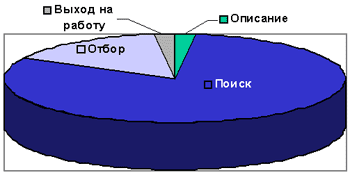 Выход на
работу
Описание
Отбор
Поиск